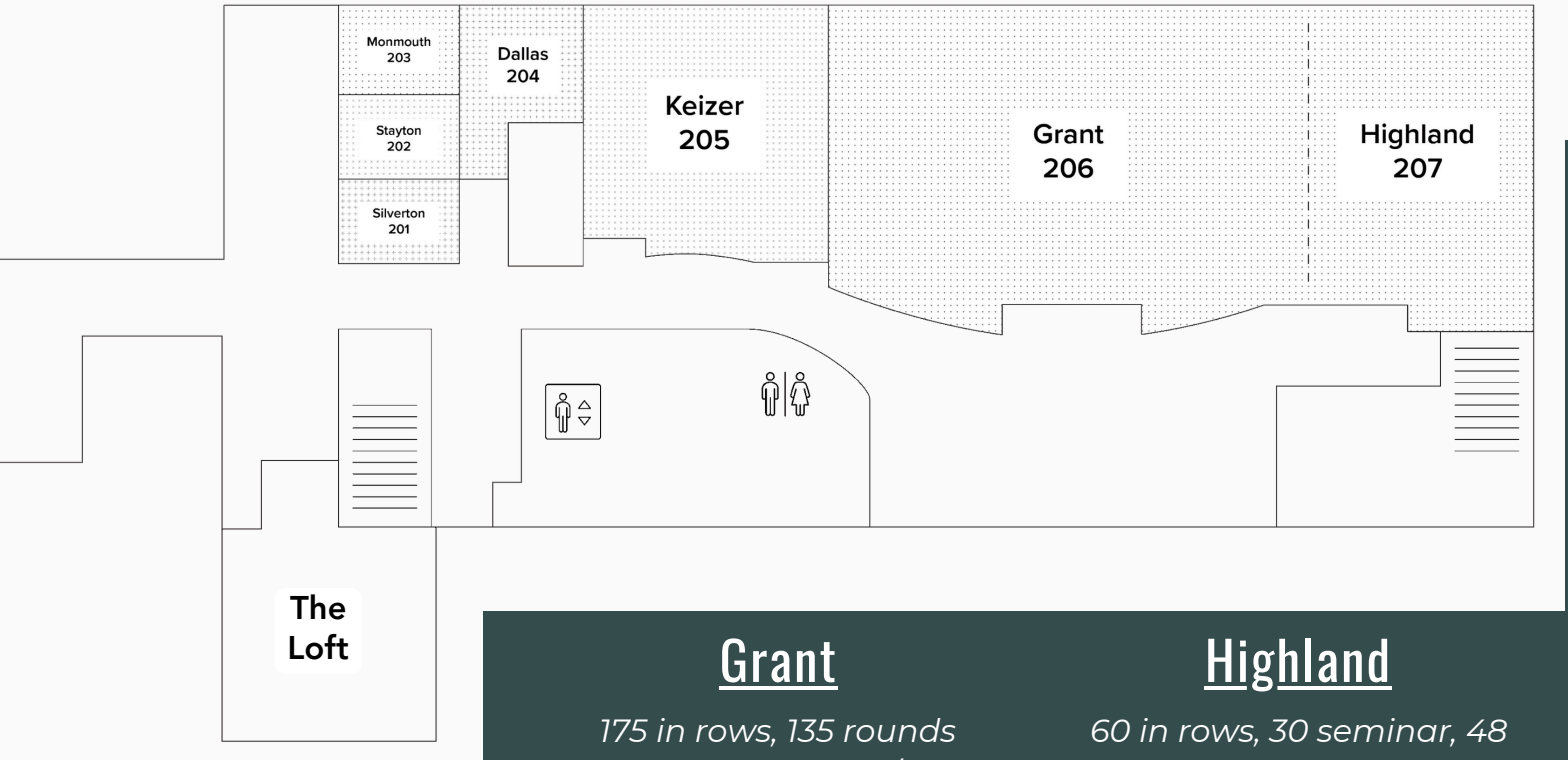 Monmouth
203
Dallas
204
Stayton
202
Silverton
201
Keizer
205
Grant
206
Highland
207
The
Loft
Grant
Highland
175 in rows, 135 rounds
60 in rows, 30 seminar, 48